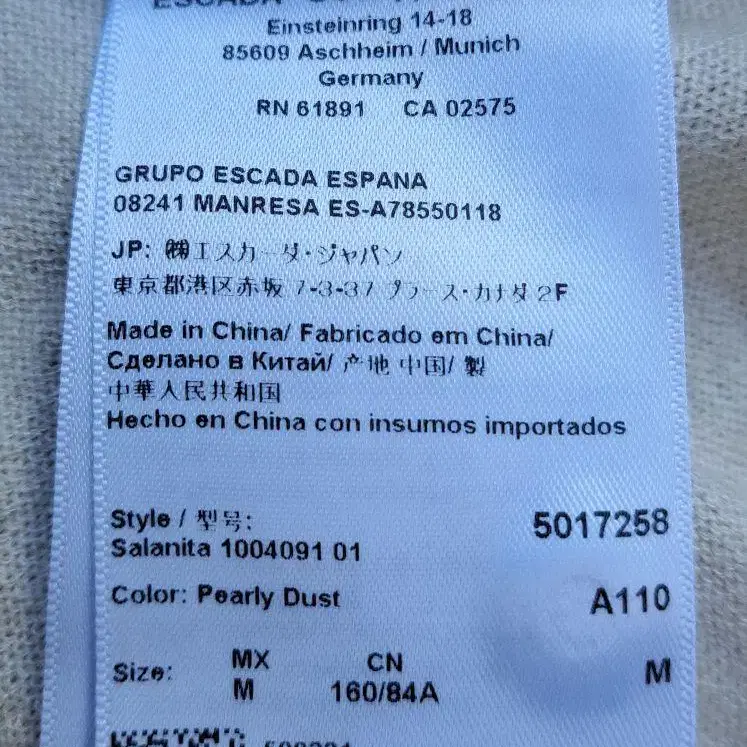 ESCADA
Einsteinring 14-18
85609 Aschheim / Munich
Germany
RN 61891 CA 02575
GRUPO ESCADA ESPANA
08241 MANRESA ES-A78550118
JP: ㈱エスカーダ・ジャパン
東京都港区赤坂 7-3-37 プラース・カナダ 2F
Made in China/ Fabricado em China/
Сделано в Китай/ 产地 中国/ 製
中華人民共和国
Hecho en China con insumos importados
Style / 型号: 5017258
Salanita 1004091 01
Color: Pearly Dust A110
MX CN
Size: M 160/84A M